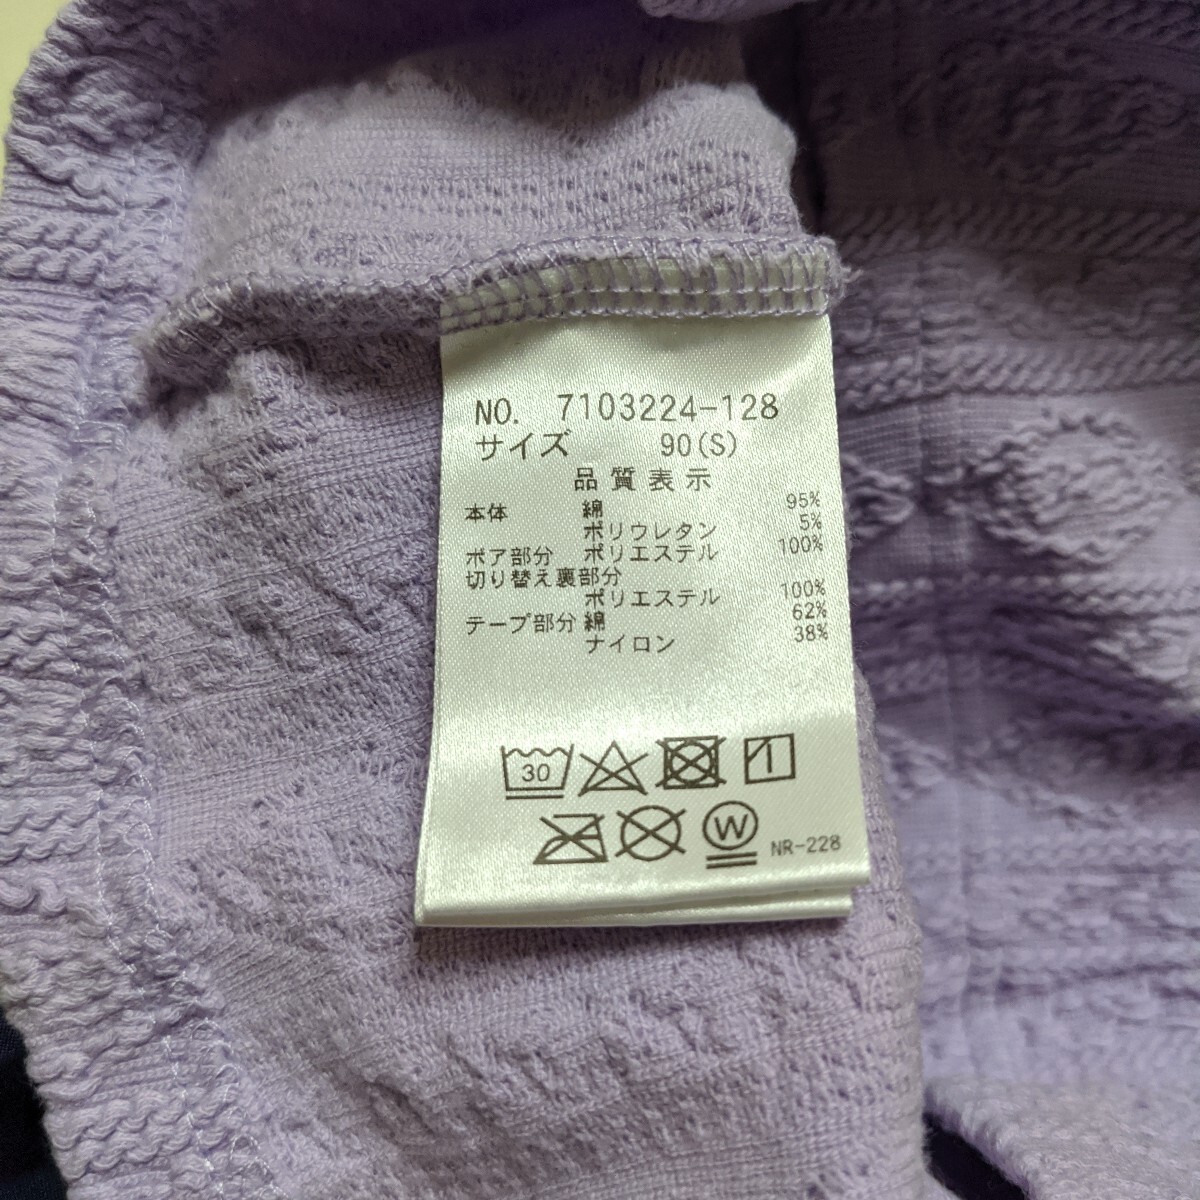 NO. 7103224-128
サイズ 90(S)
品質表示
本体 綿 95%
ポリウレタン 5%
ボア部分 ポリエステル 100%
切り替え裏部分
ポリエステル 100%
テープ部分 綿 62%
ナイロン 38%
30
W NR-228